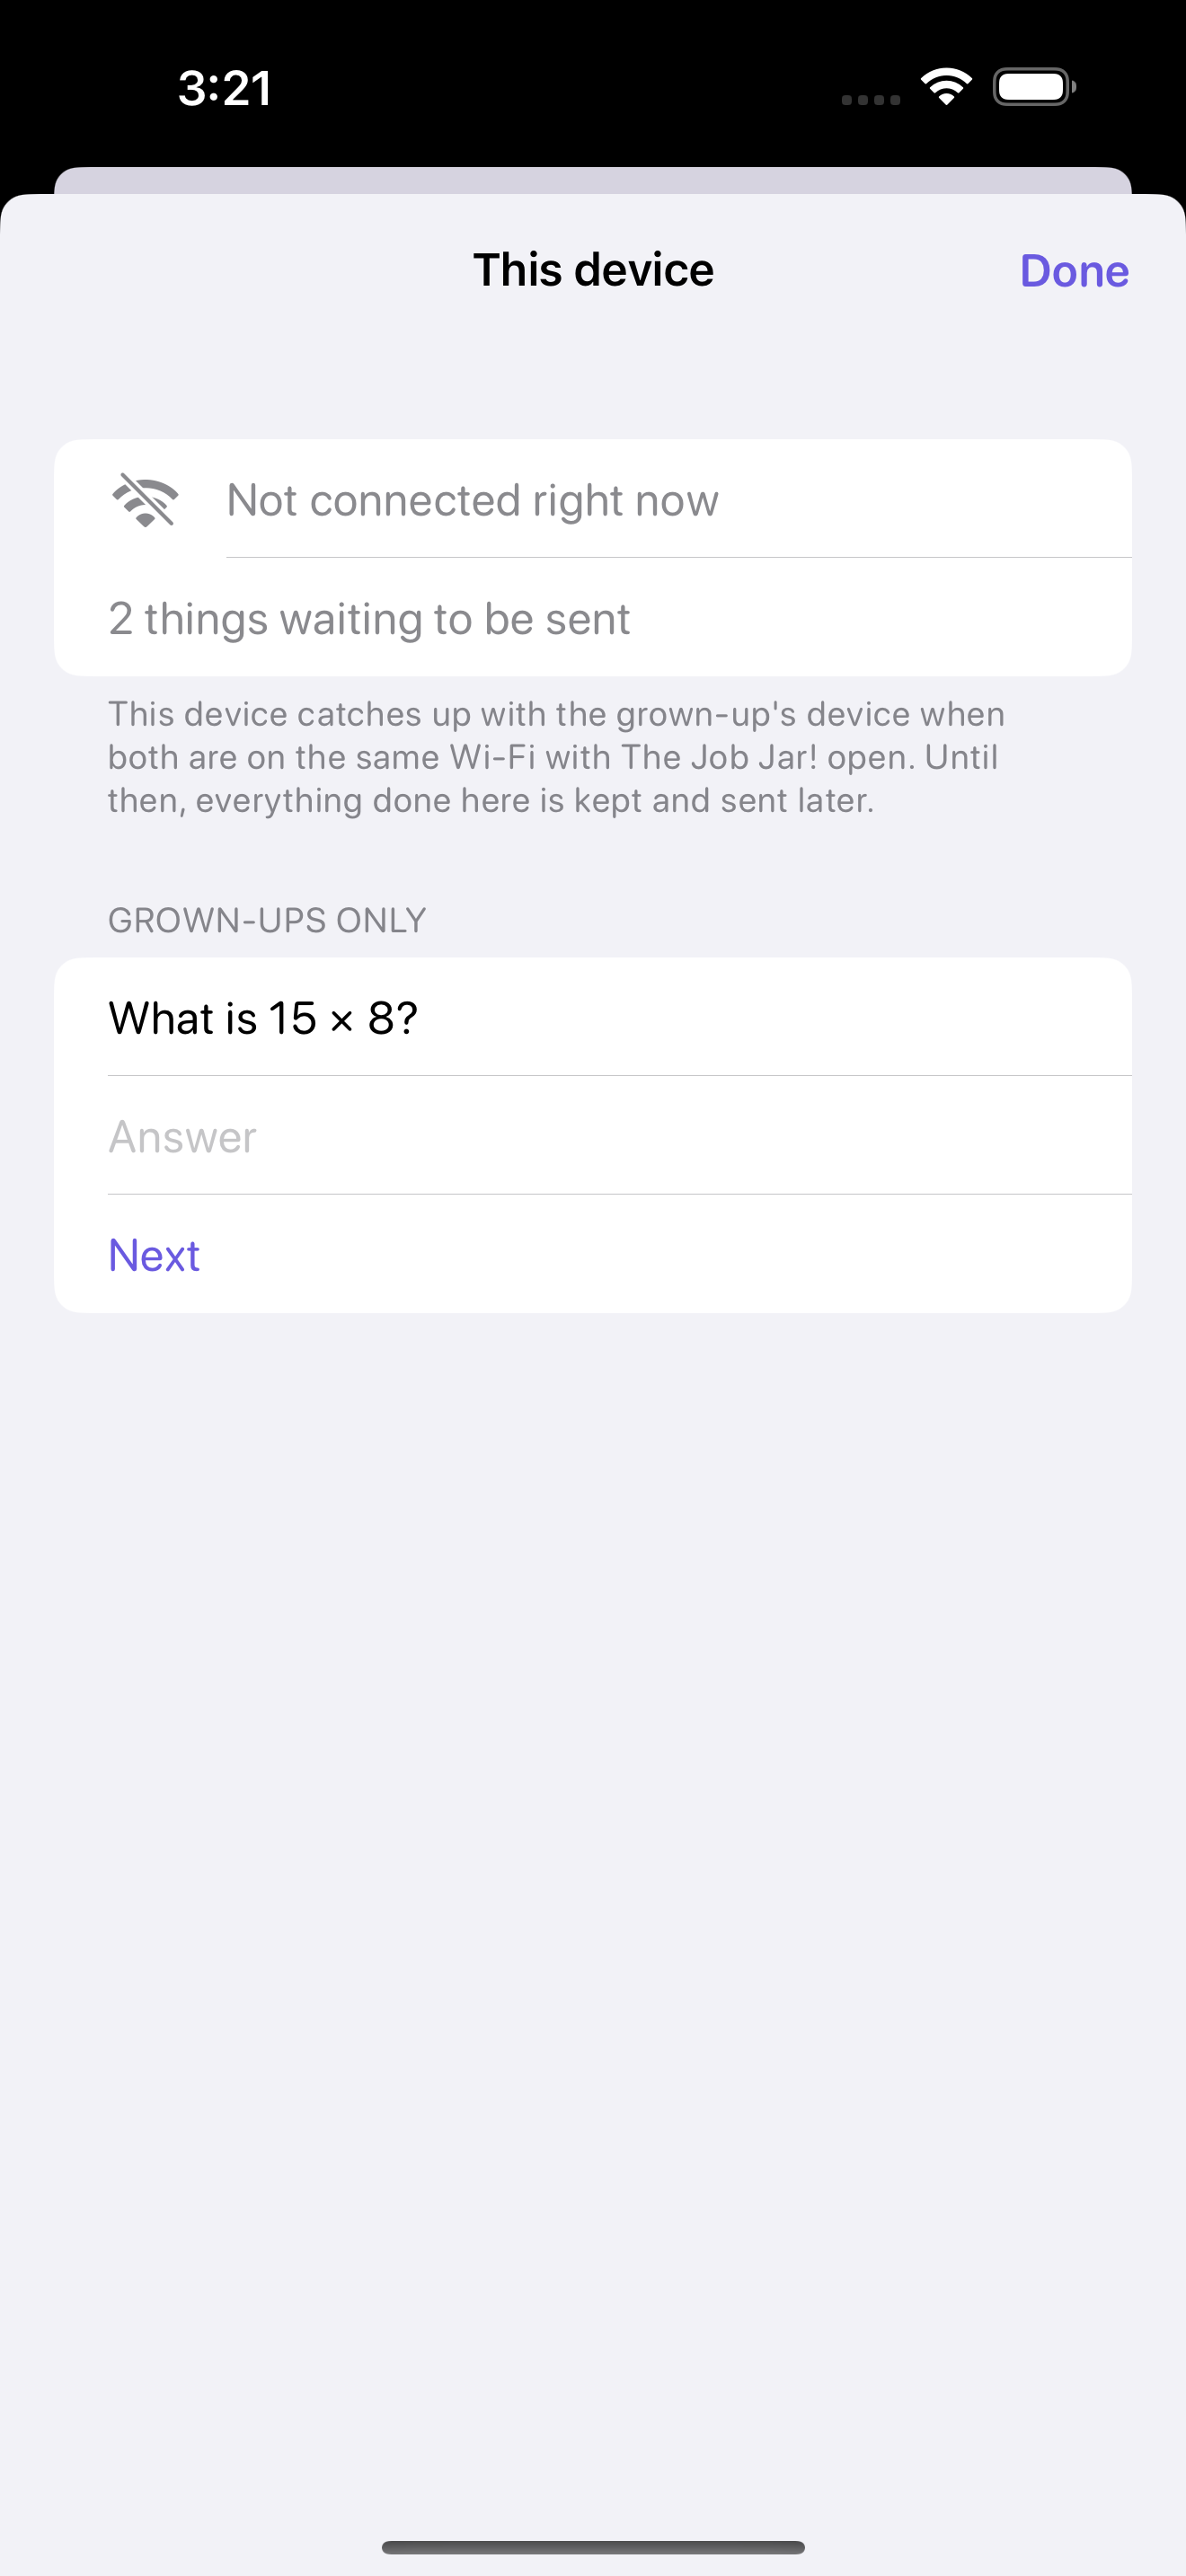 3:21
This device
Done
Not connected right now
2 things waiting to be sent
This device catches up with the grown-up's device when
both are on the same Wi-Fi with The Job Jar! open. Until
then, everything done here is kept and sent later.
GROWN-UPS ONLY
What is 15 × 8?
Answer
Next